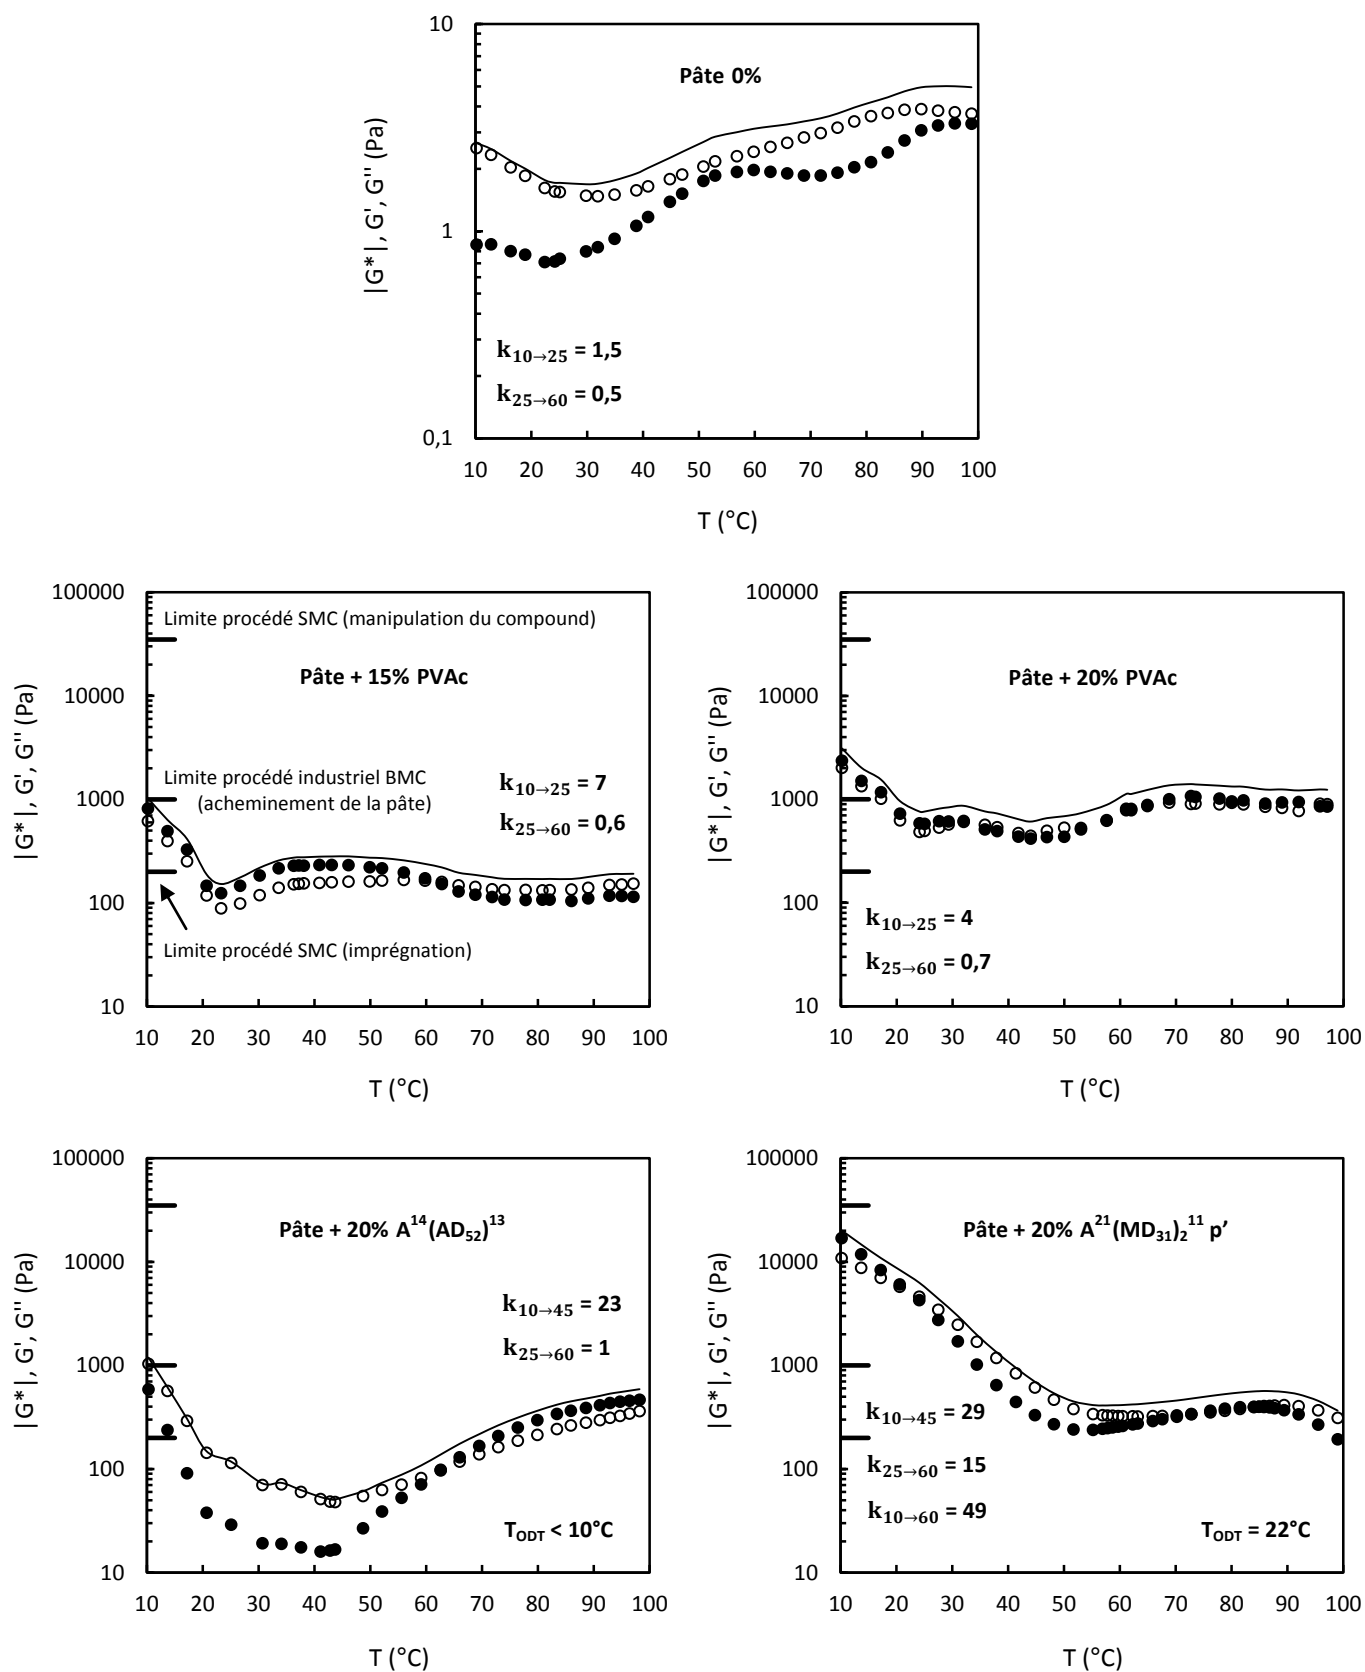 10
1
0,1
|G*|, G', G'' (Pa)
Pâte 0%
k10→25 = 1,5
k25→60 = 0,5
10 20 30 40 50 60 70 80 90 100
T (°C)
100000
10000
1000
100
10
|G*|, G', G'' (Pa)
Limite procédé SMC (manipulation du compound)
Pâte + 15% PVAc
Limite procédé industriel BMC
(acheminement de la pâte)
k10→25 = 7
k25→60 = 0,6
Limite procédé SMC (imprégnation)
10 20 30 40 50 60 70 80 90 100
T (°C)
100000
10000
1000
100
10
|G*|, G', G'' (Pa)
Pâte + 20% PVAc
k10→25 = 4
k25→60 = 0,7
10 20 30 40 50 60 70 80 90 100
T (°C)
100000
10000
1000
100
10
|G*|, G', G'' (Pa)
Pâte + 20% A14(AD52)13
k10→45 = 23
k25→60 = 1
TODT < 10°C
10 20 30 40 50 60 70 80 90 100
T (°C)
100000
10000
1000
100
10
|G*|, G', G'' (Pa)
Pâte + 20% A21(MD31)211 p’
k10→45 = 29
k25→60 = 15
k10→60 = 49
TODT = 22°C
10 20 30 40 50 60 70 80 90 100
T (°C)